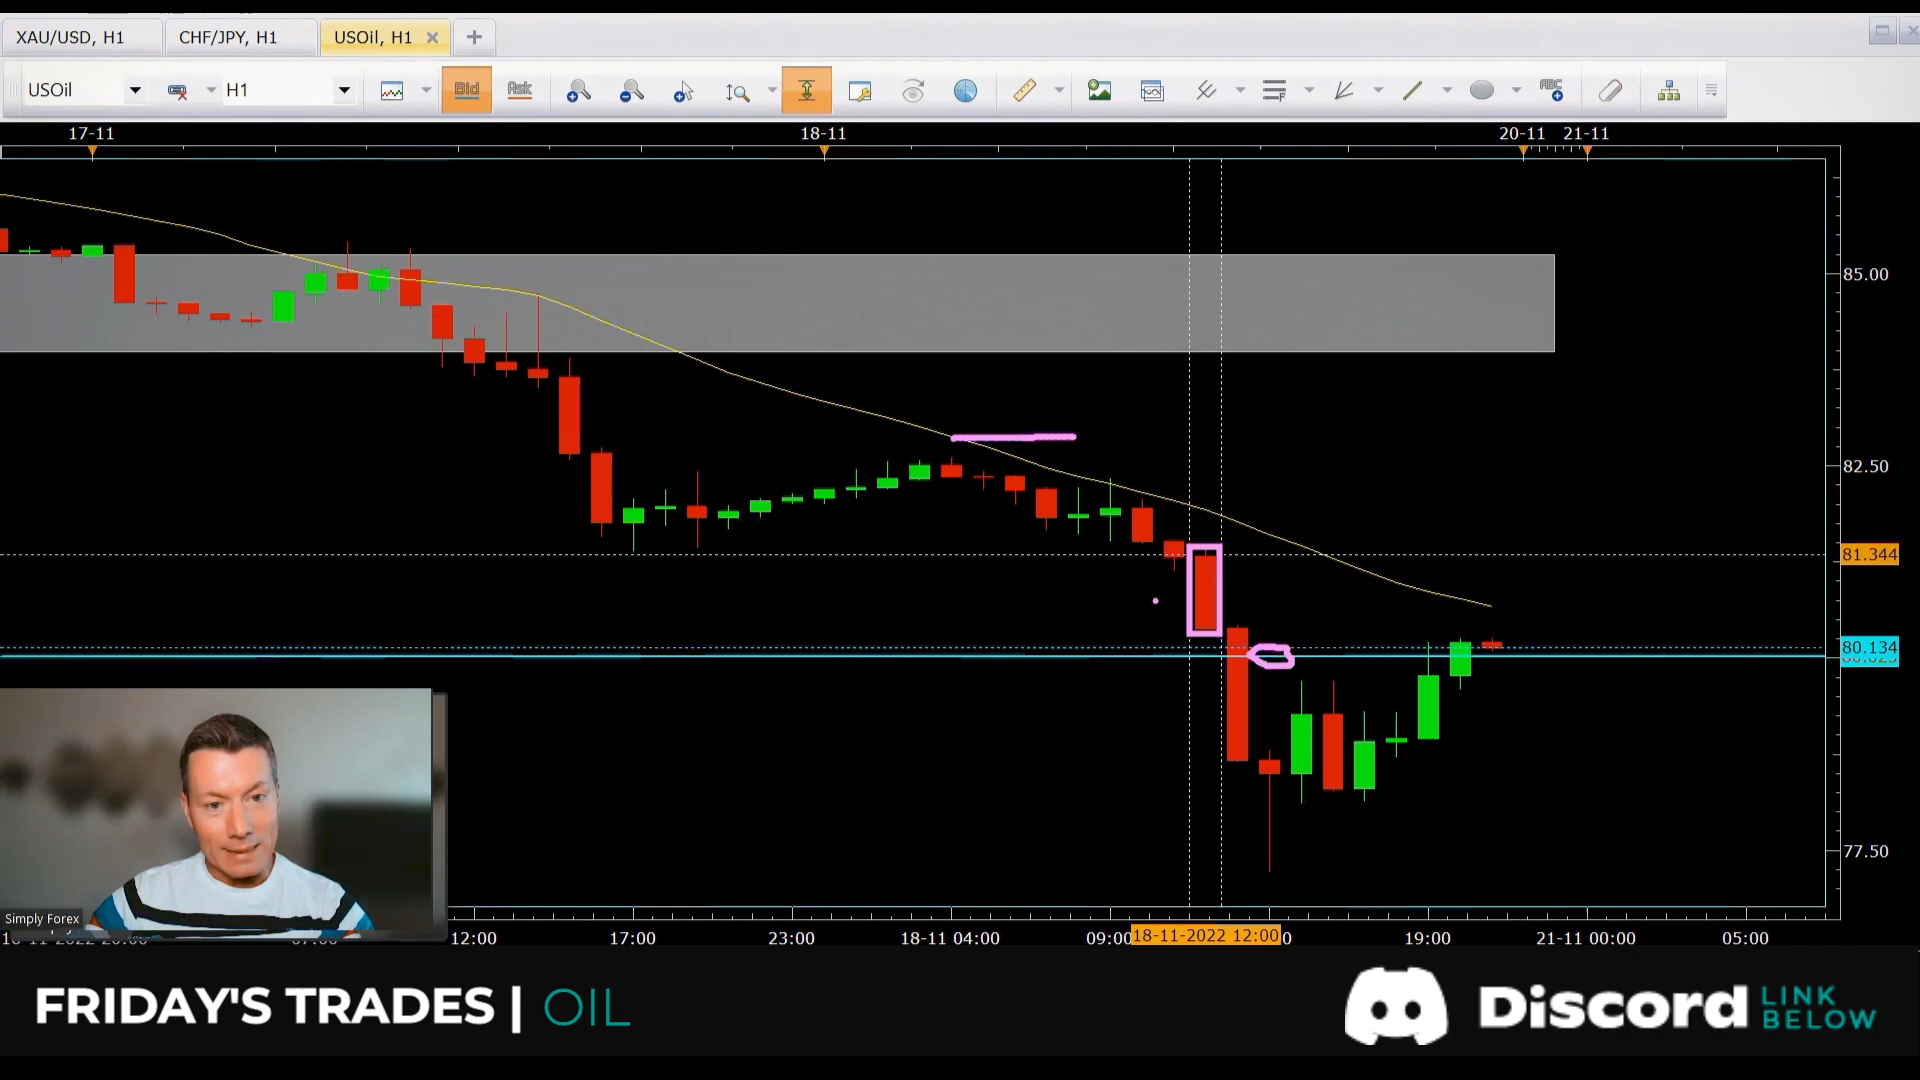 XAU/USD, H1
CHF/JPY, H1
USOil, H1
USOil
H1
Bid
Ask
ABC
17-11
18-11
20-11
21-11
85.00
82.50
81.344
80.134
77.50
Simply Forex
12:00
17:00
23:00
18-11 04:00
09:00
18-11-2022 12:00
19:00
21-11 00:00
05:00
FRIDAY'S TRADES | OIL
Discord
LINK
BELOW